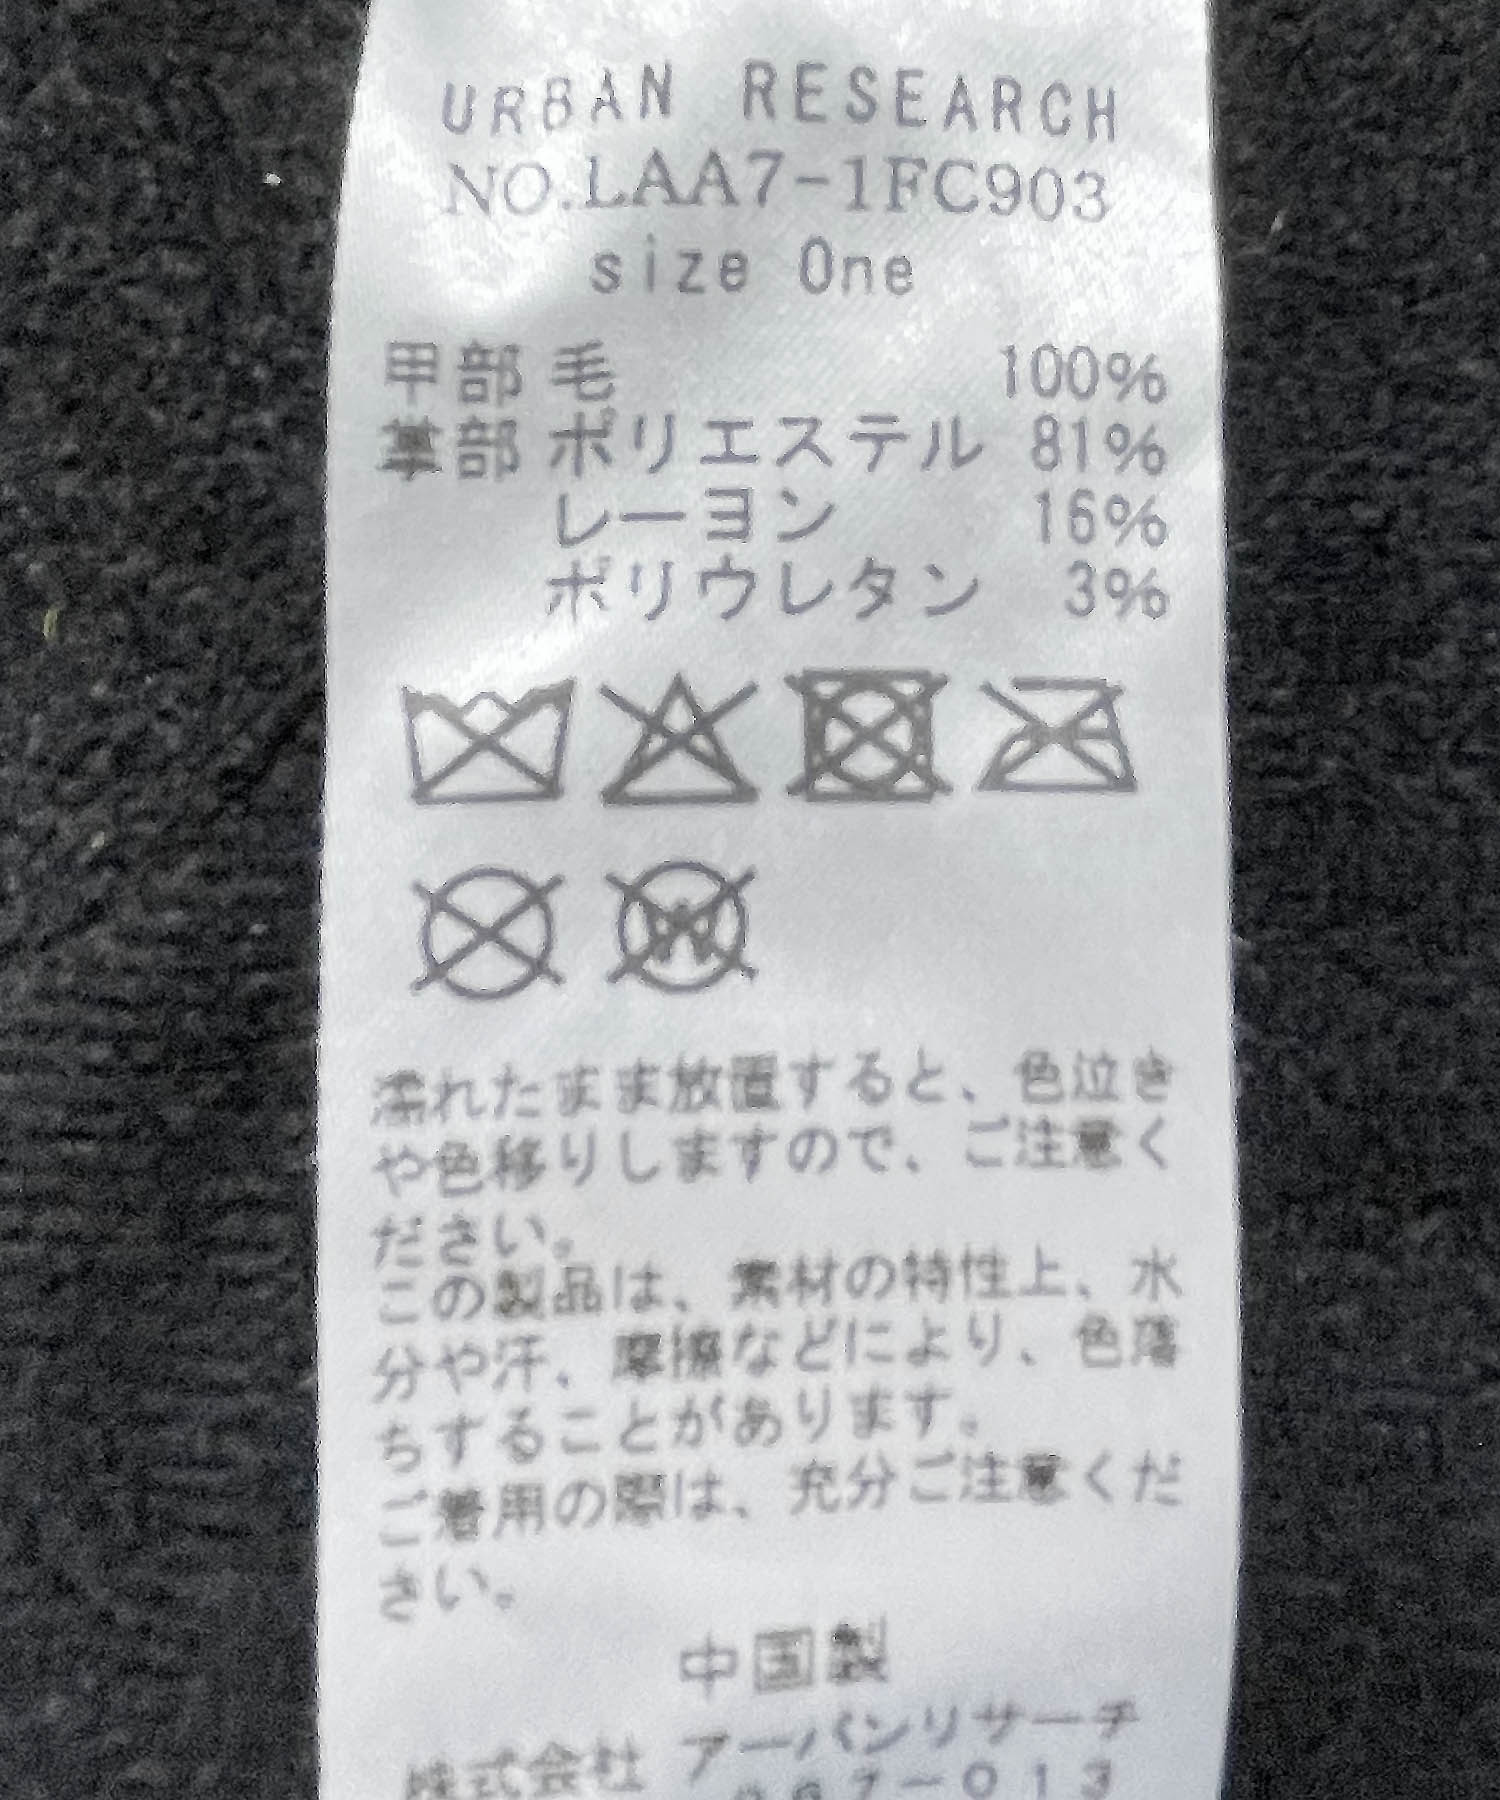 URBAN RESEARCH
NO.LAA7-1FC903
size One
甲部 毛 100%
掌部 ポリエステル 81%
レーヨン 16%
ポリウレタン 3%
濡れたまま放置すると、色泣き
や色移りしますので、ご注意く
ださい。
この製品は、素材の特性上、水
分や汗、摩擦などにより、色落
ちすることがあります。
ご着用の際は、充分ご注意くだ
さい。
中国製
株式会社 アーバンリサーチ